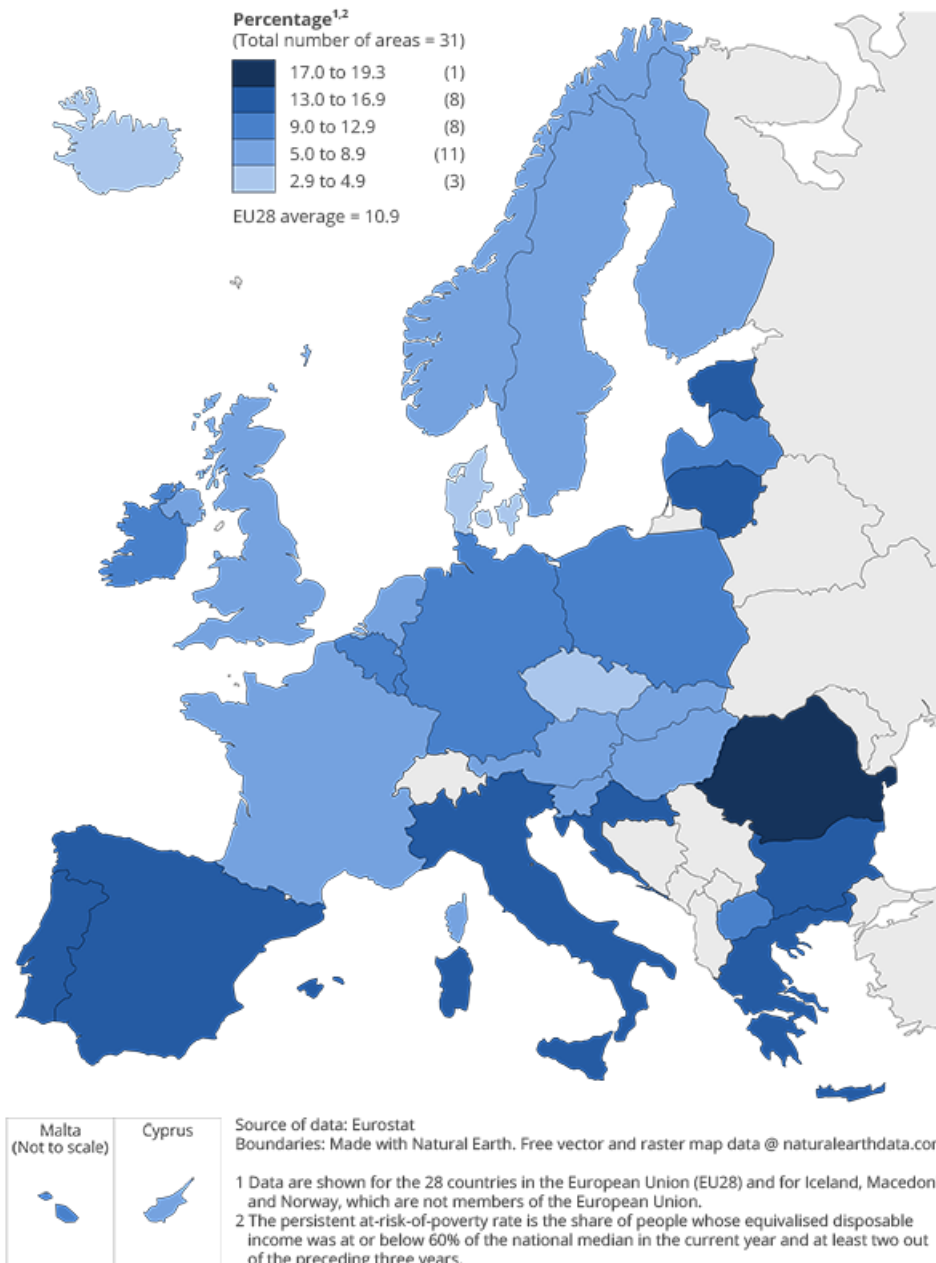 Percentage1,2
(Total number of areas = 31)
17.0 to 19.3 (1)
13.0 to 16.9 (8)
9.0 to 12.9 (8)
5.0 to 8.9 (11)
2.9 to 4.9 (3)
EU28 average = 10.9
Malta
(Not to scale)
Cyprus
Source of data: Eurostat
Boundaries: Made with Natural Earth. Free vector and raster map data @ naturalearthdata.com
1 Data are shown for the 28 countries in the European Union (EU28) and for Iceland, Macedon
and Norway, which are not members of the European Union.
2 The persistent at-risk-of-poverty rate is the share of people whose equivalised disposable
income was at or below 60% of the national median in the current year and at least two out
of the preceding three years.